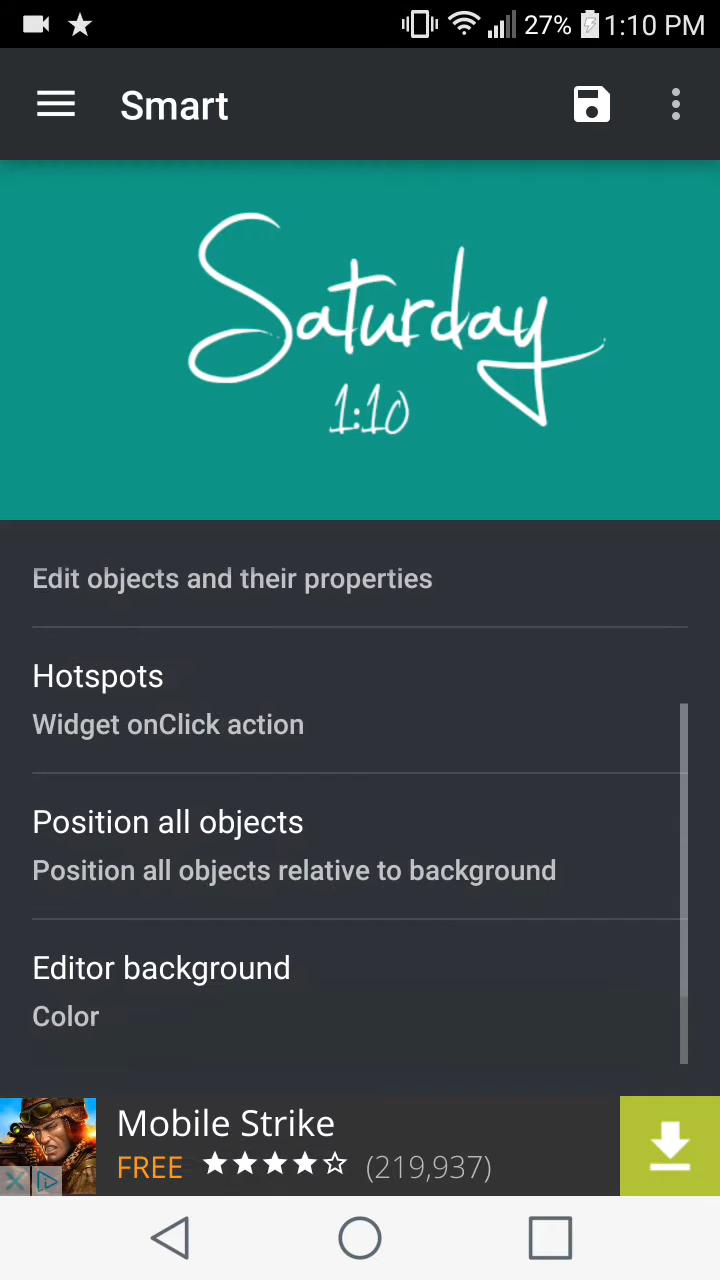 27% 1:10 PM
Smart
Saturday
1:10
Edit objects and their properties
Hotspots
Widget onClick action
Position all objects
Position all objects relative to background
Editor background
Color
Mobile Strike
FREE (219,937)